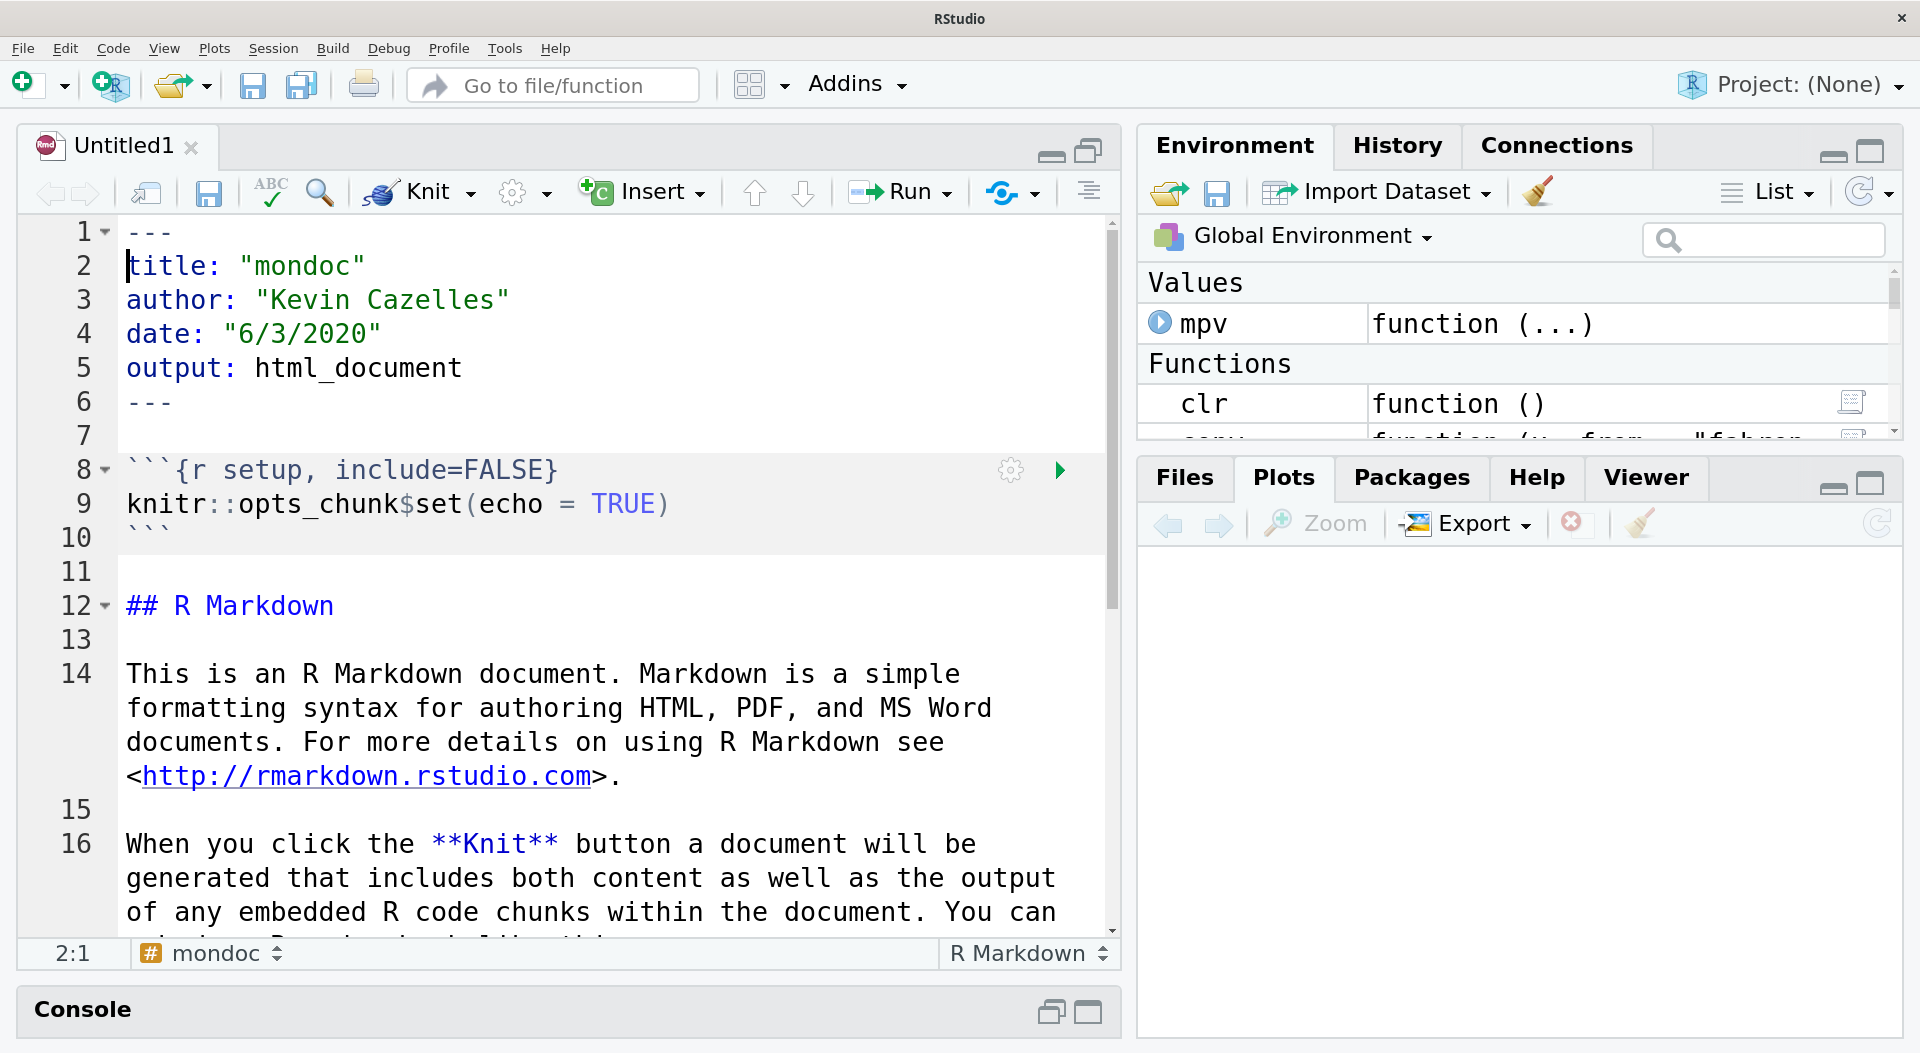 RStudio
File Edit Code View Plots Session Build Debug Profile Tools Help
Go to file/function Addins Project: (None)
Untitled1
ABC Knit Insert Run
1 ---
2 title: "mondoc"
3 author: "Kevin Cazelles"
4 date: "6/3/2020"
5 output: html_document
6 ---
7
8 ```{r setup, include=FALSE}
9 knitr::opts_chunk$set(echo = TRUE)
10 ```
11
12 ## R Markdown
13
14 This is an R Markdown document. Markdown is a simple
formatting syntax for authoring HTML, PDF, and MS Word
documents. For more details on using R Markdown see
<http://rmarkdown.rstudio.com>.
15
16 When you click the **Knit** button a document will be
generated that includes both content as well as the output
of any embedded R code chunks within the document. You can
2:1 # mondoc R Markdown
Console
Environment History Connections
Import Dataset List
Global Environment
Values
mpv function (...)
Functions
clr function ()
Files Plots Packages Help Viewer
Zoom Export